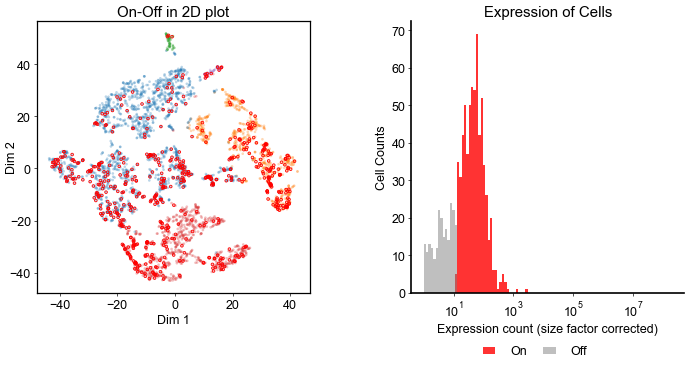 On-Off in 2D plot
40
20
0
−20
−40
−40 −20 0 20 40
Dim 2
Dim 1
Expression of Cells
70
60
50
40
30
20
10
0
10^1 10^3 10^5 10^7
Cell Counts
Expression count (size factor corrected)
On Off